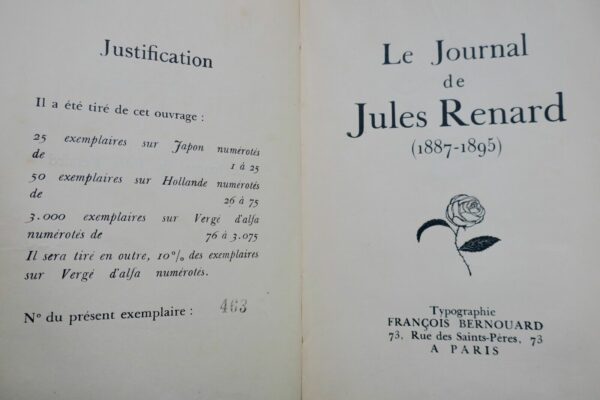 Justification
Il a été tiré de cet ouvrage :
25 exemplaires sur Japon numérotés
de 1 à 25
50 exemplaires sur Hollande numérotés
de 26 à 75
3.000 exemplaires sur Vergé d'alfa
numérotés de 76 à 3.075
Il sera tiré en outre, 10% des exemplaires
sur Vergé d'alfa numérotés.
N° du présent exemplaire : 463
Le Journal
de
Jules Renard
(1887-1895)
Typographie
FRANÇOIS BERNOUARD
73, Rue des Saints-Pères, 73
A PARIS